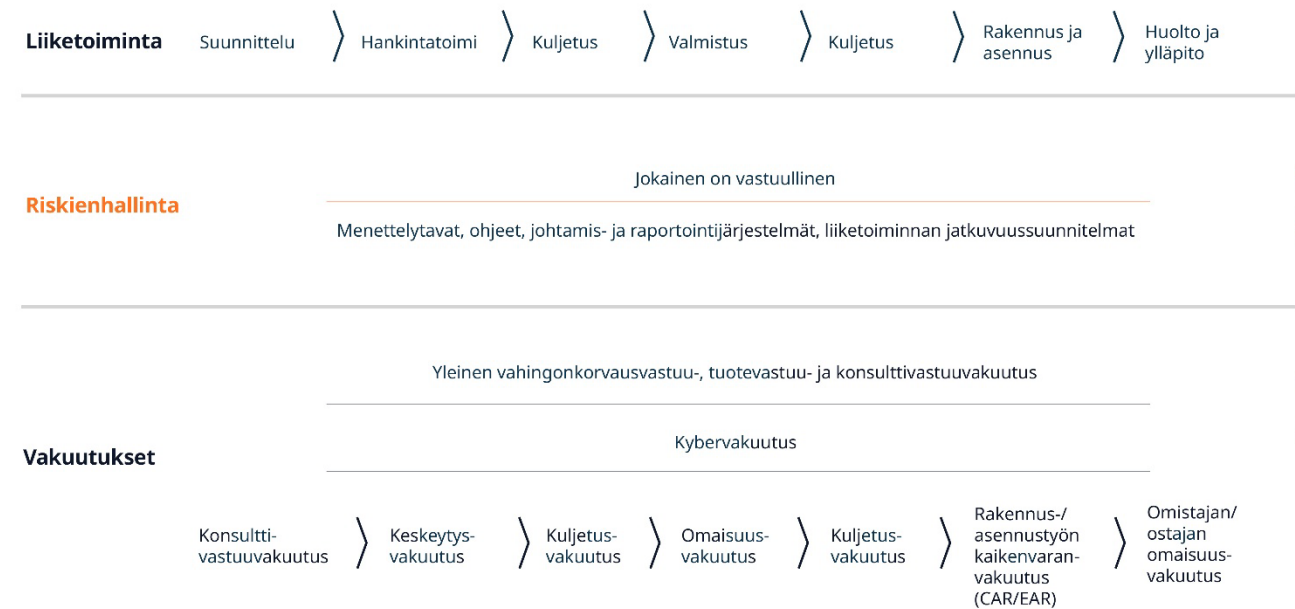 Liiketoiminta
Suunnittelu
Hankintatoimi
Kuljetus
Valmistus
Kuljetus
Rakennus ja
asennus
Huolto ja
ylläpito
Riskienhallinta
Jokainen on vastuullinen
Menettelytavat, ohjeet, johtamis- ja raportointijärjestelmät, liiketoiminnan jatkuvuussuunnitelmat
Vakuutukset
Yleinen vahingonkorvausvastuu-, tuotevastuu- ja konsulttivastuuvakuutus
Kybervakuutus
Konsultti-
vastuuvakuutus
Keskeytys-
vakuutus
Kuljetus-
vakuutus
Omaisuus-
vakuutus
Kuljetus-
vakuutus
Rakennus-/
asennustyön
kaikenvaran-
vakuutus
(CAR/EAR)
Omistajan/
ostajan
omaisuus-
vakuutus